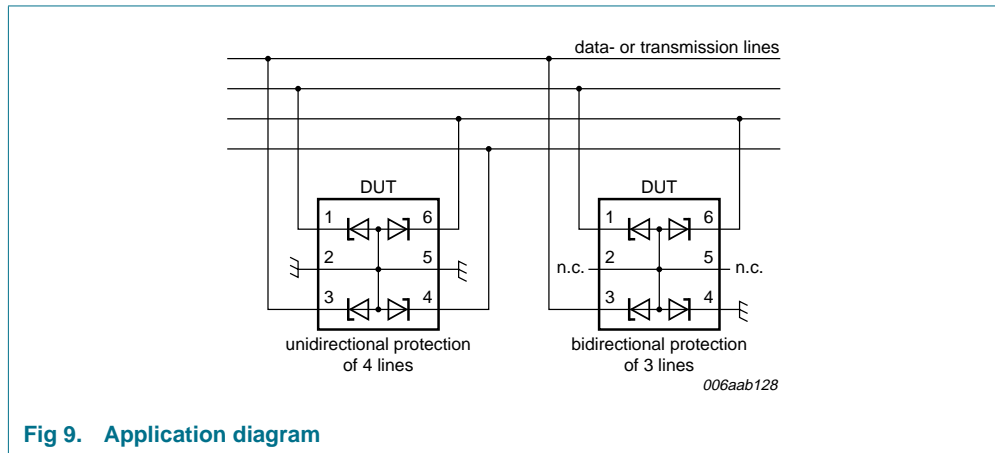 data- or transmission lines
DUT DUT
1 6 1 6
2 5 n.c. 2 5 n.c.
3 4 3 4
unidirectional protection
of 4 lines
bidirectional protection
of 3 lines
006aab128
Fig 9. Application diagram